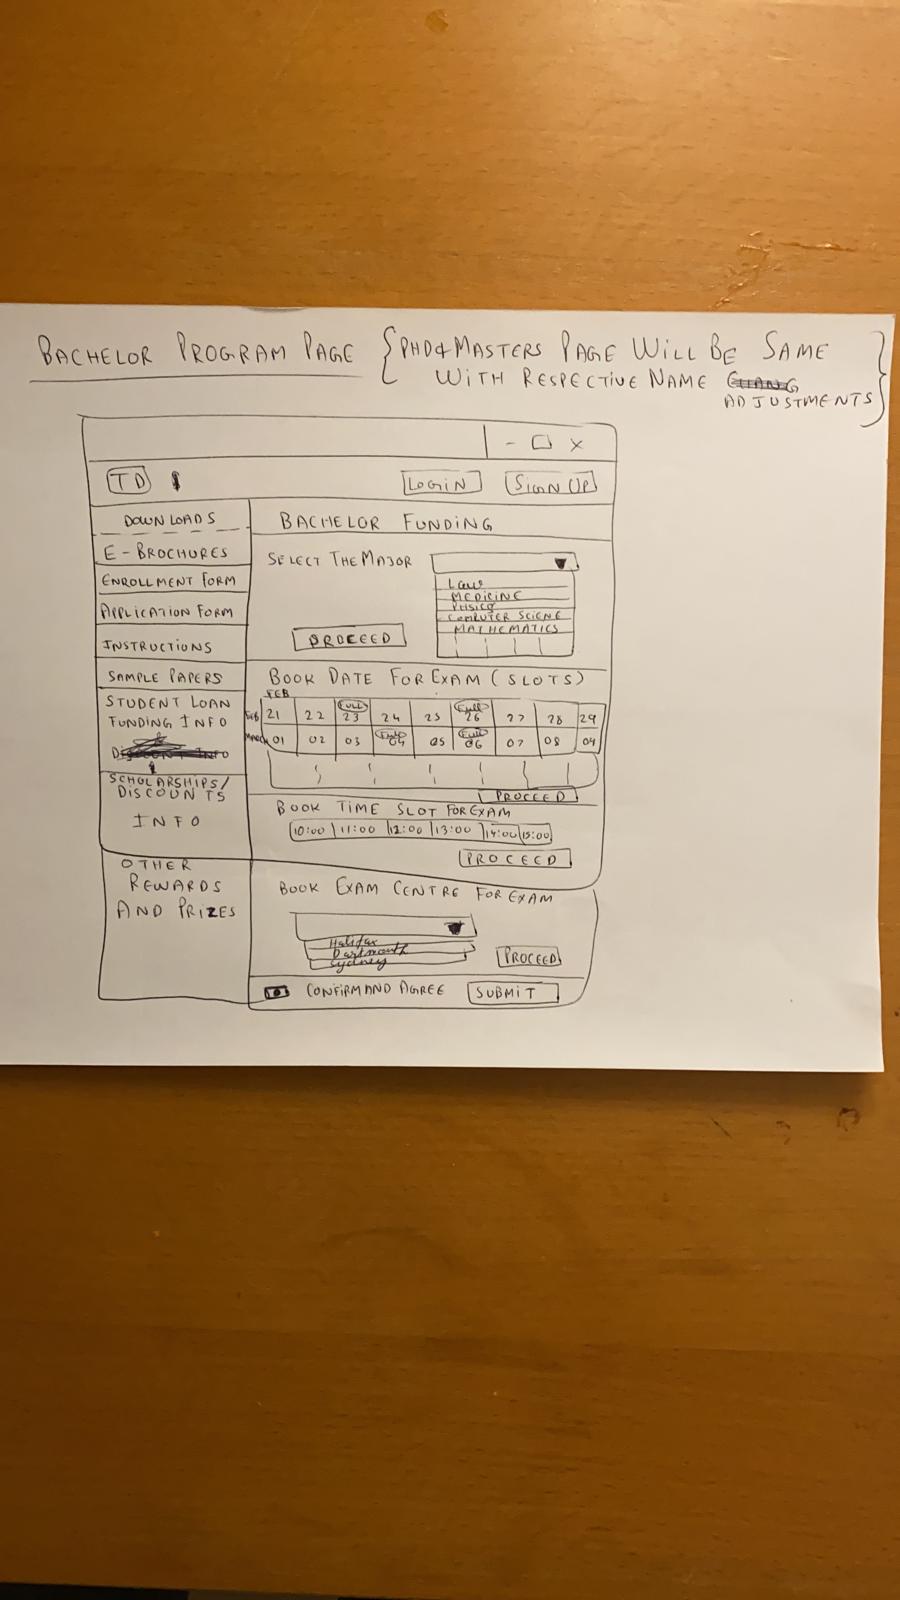 BACHELOR PROGRAM PAGE {PHD&MASTERS PAGE WILL BE SAME
WITH RESPECTIVE NAME
ADJUSTMENTS}
- □ X
TD
LOGIN
SIGN UP
DOWNLOADS
E-BROCHURES
ENROLLMENT FORM
APPLICATION FORM
INSTRUCTIONS
SAMPLE PAPERS
STUDENT LOAN
FUNDING INFO
SCHOLARSHIPS/
DISCOUNTS
INFO
OTHER
REWARDS
AND PRIZES
BACHELOR FUNDING
SELECT THE MAJOR
Law
MEDICINE
PHSICS
COMPUTER SCIENE
MATHEMATICS
PROCEED
BOOK DATE FOR EXAM (SLOTS)
FEB
FEB 21 22 FULL 23 24 25 Full 26 27 28 29
MARCH 01 02 03 Full 04 05 Full 06 07 08 09
PROCEED
BOOK TIME SLOT FOR EXAM
10:00 11:00 12:00 13:00 14:00 15:00
PROCEED
BOOK EXAM CENTRE FOR EXAM
Halifax
Dartmouth
Sydney
PROCEED
CONFIRM AND AGREE
SUBMIT